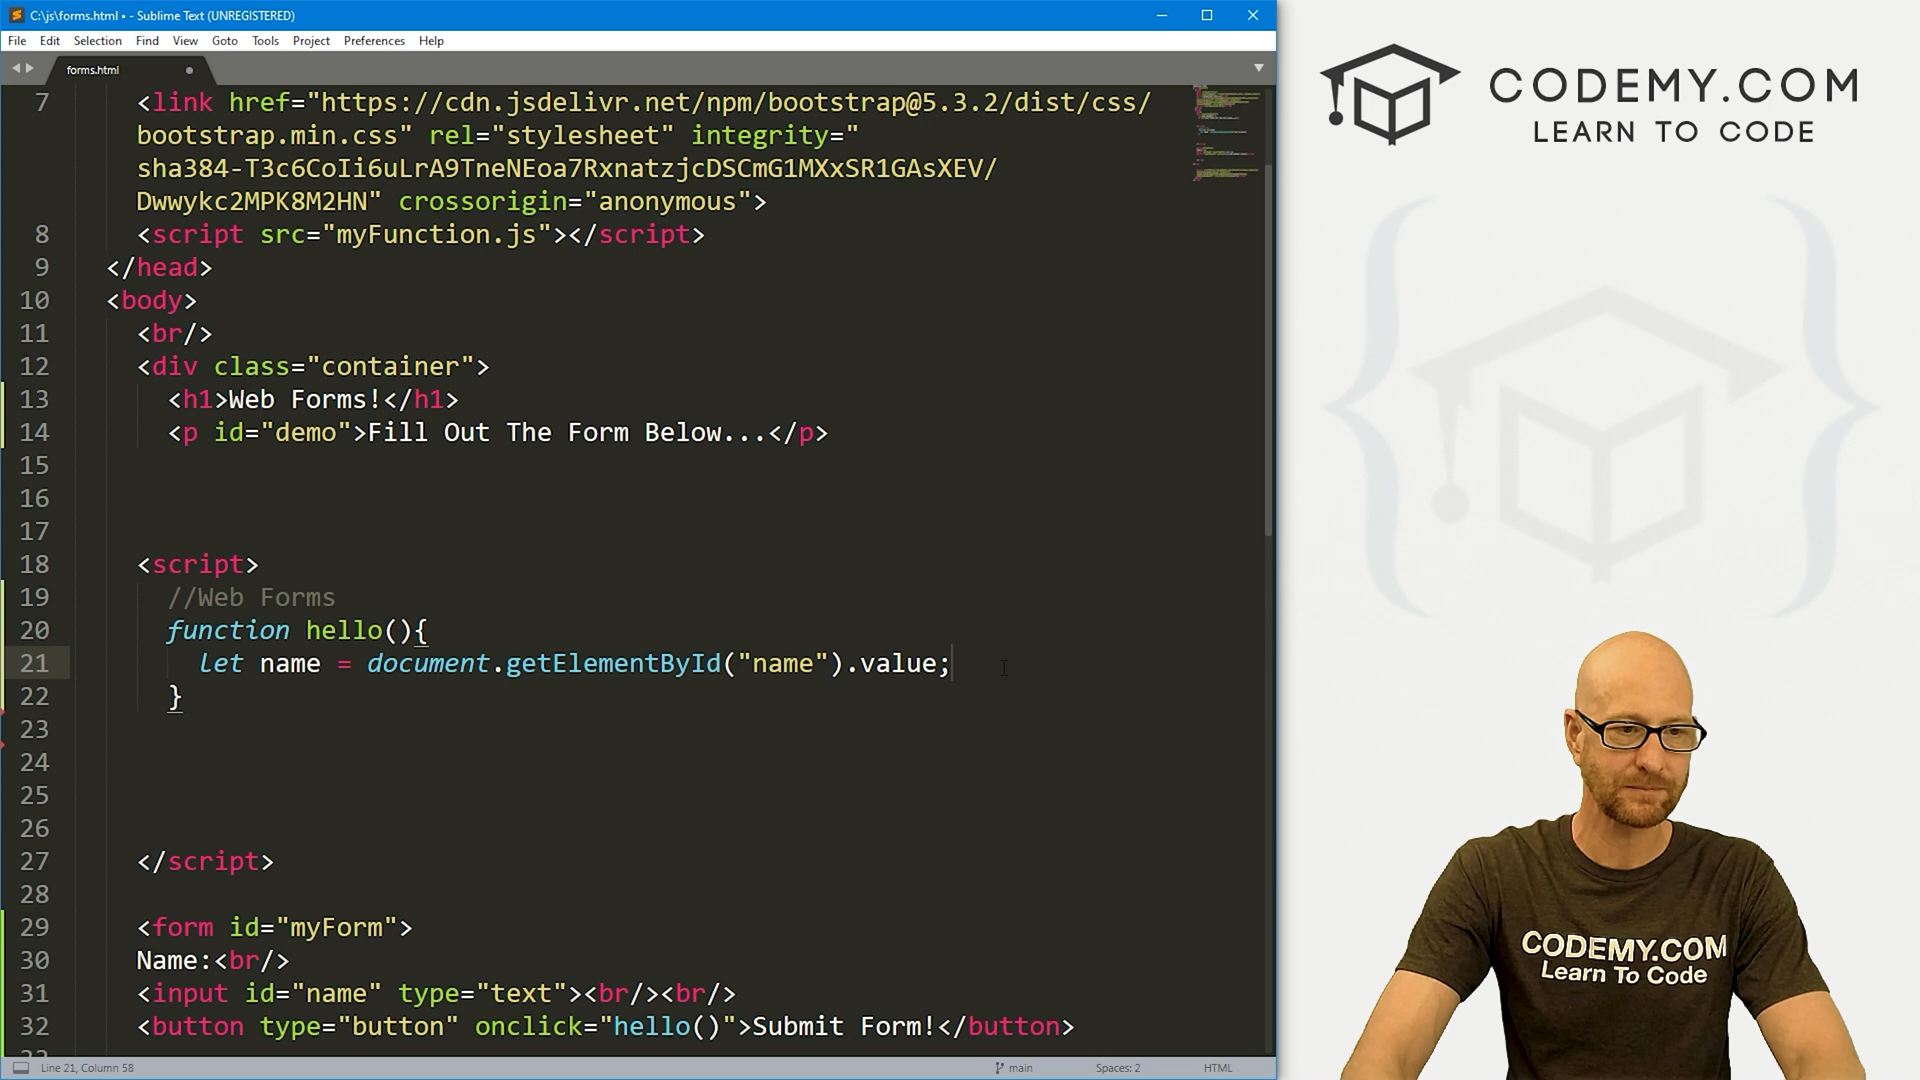 C:\js\forms.html • - Sublime Text (UNREGISTERED)
File Edit Selection Find View Goto Tools Project Preferences Help
forms.html
7 <link href="https://cdn.jsdelivr.net/npm/bootstrap@5.3.2/dist/css/
bootstrap.min.css" rel="stylesheet" integrity="
sha384-T3c6CoIi6uLrA9TneNEoa7RxnatzjcDSCmG1MXxSR1GAsXEV/
Dwwykc2MPK8M2HN" crossorigin="anonymous">
8 <script src="myFunction.js"></script>
9 </head>
10 <body>
11 <br/>
12 <div class="container">
13 <h1>Web Forms!</h1>
14 <p id="demo">Fill Out The Form Below...</p>
15
16
17
18 <script>
19 //Web Forms
20 function hello(){
21 let name = document.getElementById("name").value;
22 }
23
24
25
26
27 </script>
28
29 <form id="myForm">
30 Name:<br/>
31 <input id="name" type="text"><br/><br/>
32 <button type="button" onclick="hello()">Submit Form!</button>
Line 21, Column 58
main
Spaces: 2
HTML
CODEMY.COM
LEARN TO CODE
CODEMY.COM
Learn To Code